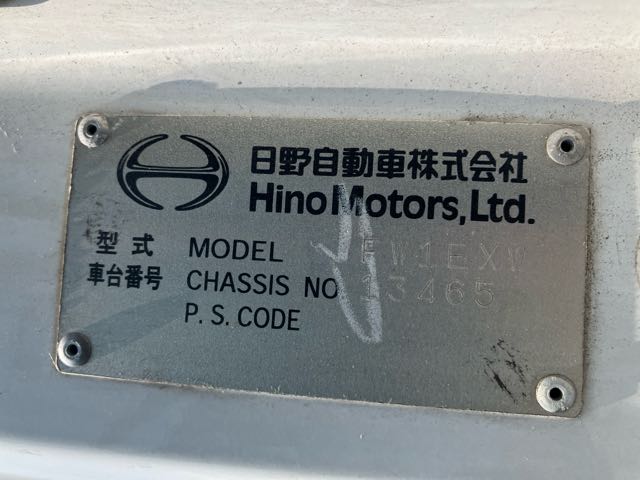 日野自動車株式会社
Hino Motors, Ltd.
型式 MODEL FW1EXW
車台番号 CHASSIS NO 13465
P. S. CODE